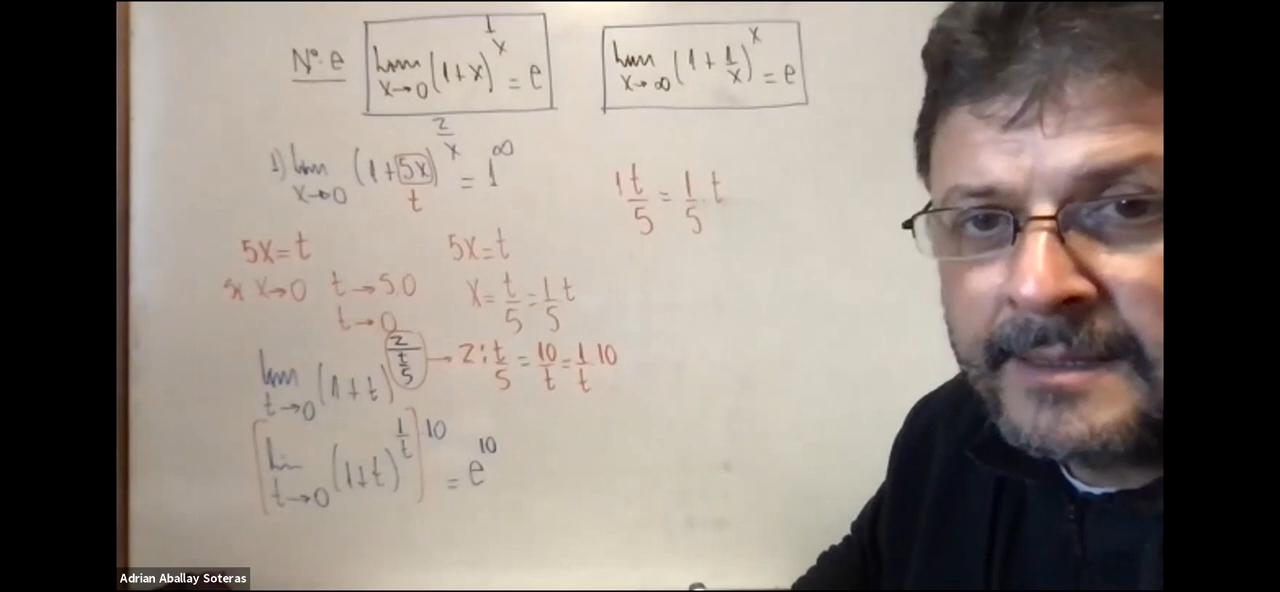 Nº e lim x→0 (1+x)^(1/x) = e lim x→∞ (1+1/x)^x = e
1) lim x→0 (1+5x)^(2/x) = 1^∞
t
1 t/5 = 1/5 . t
5x=t 5x=t
si x→0 t→5.0 x= t/5 = 1/5 t
t→0
lim t→0 (1+t)^(2/(t/5)) → 2: t/5 = 10/t = 1/t 10
[lim t→0 (1+t)^(1/t)]^10 = e^10
Adrian Aballay Soteras